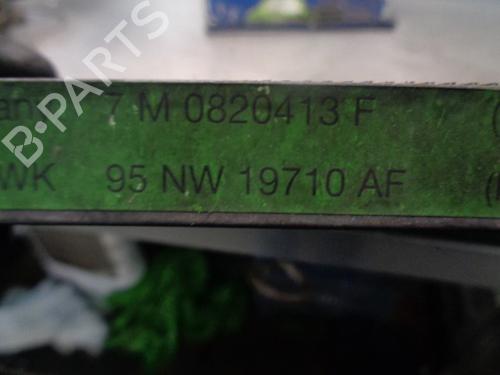 7 M 0820413 F (
WK 95 NW 19710 AF (
B-PARTS